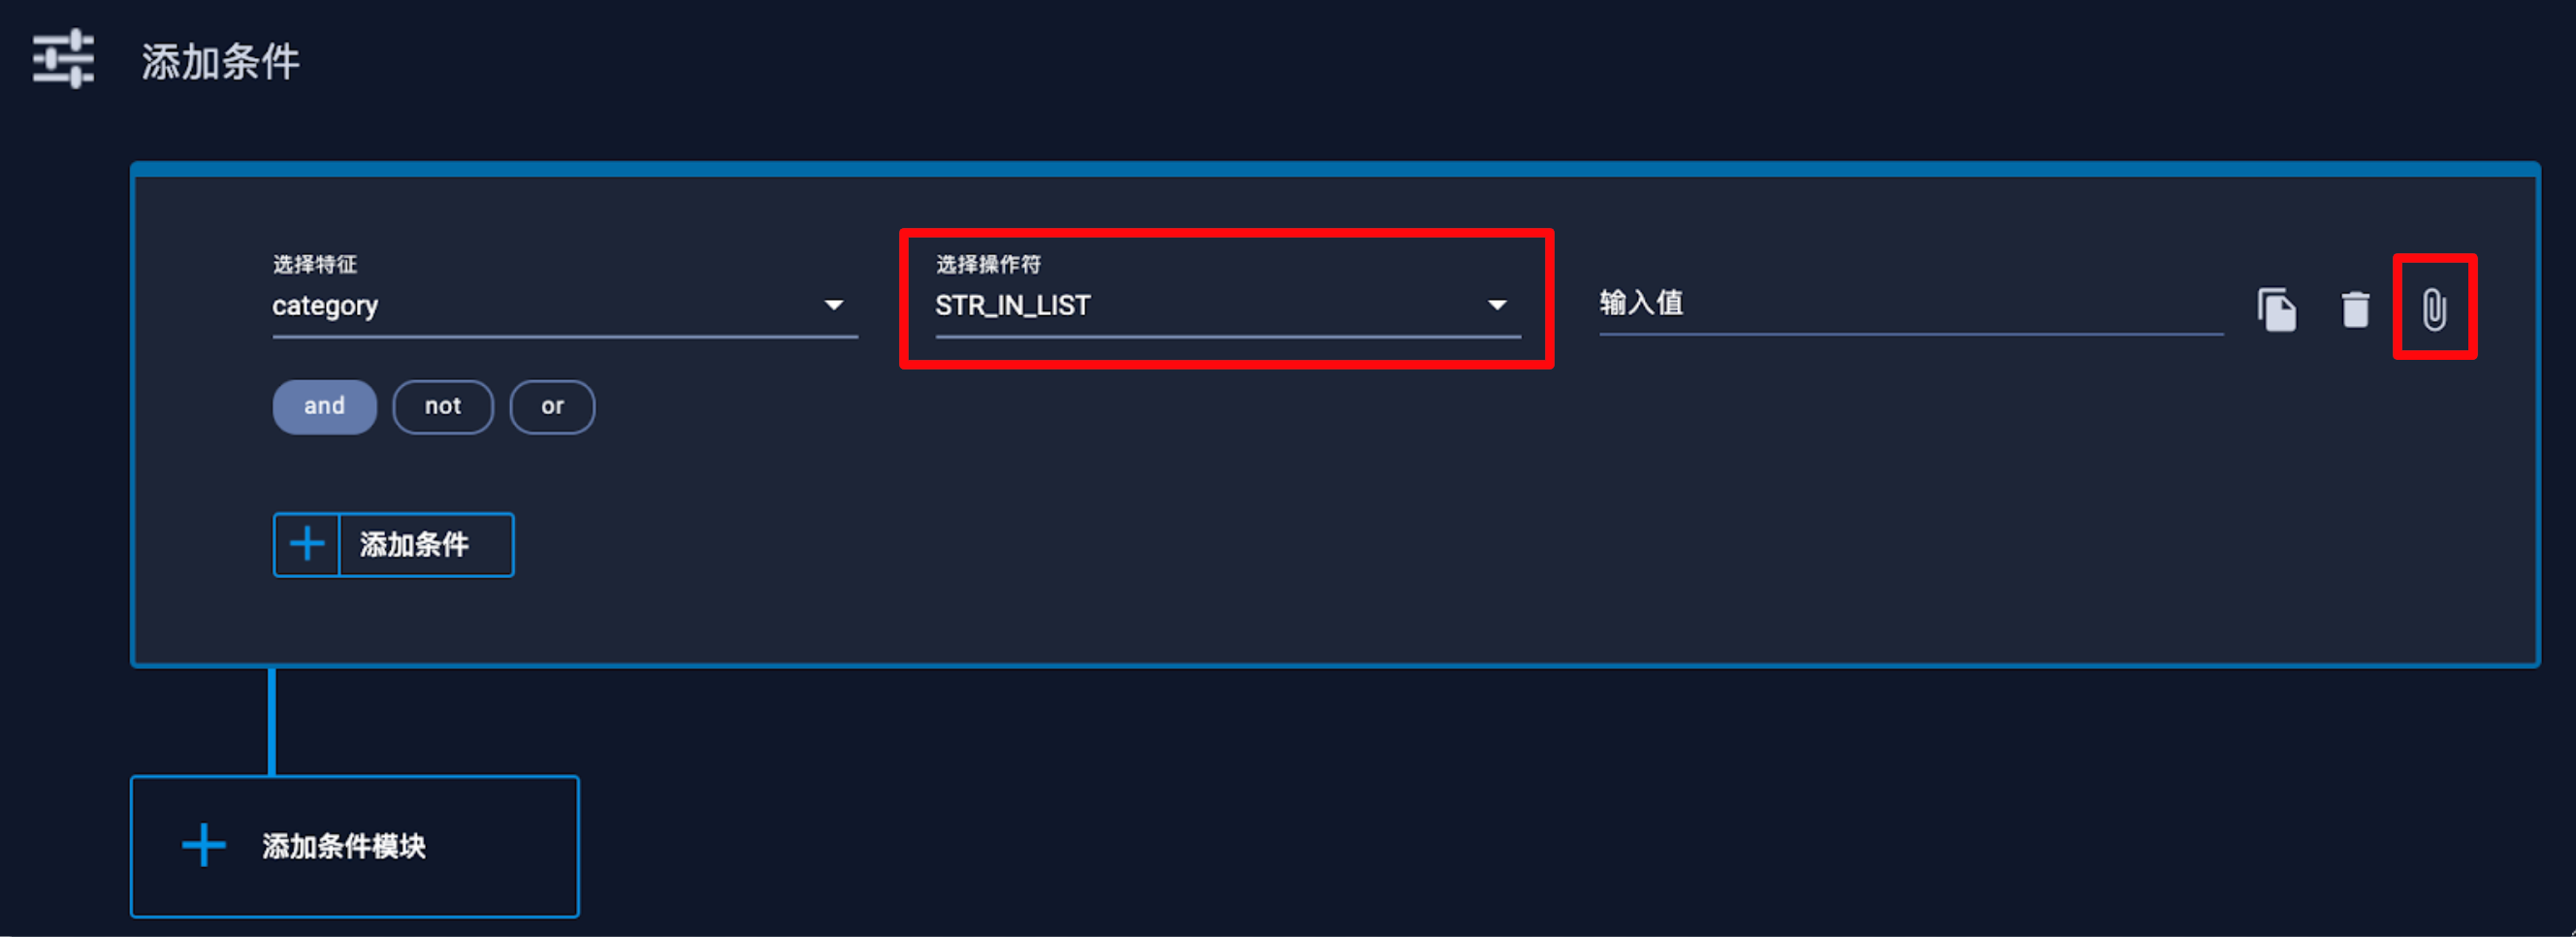 添加条件
选择特征
category
选择操作符
STR_IN_LIST
输入值
and
not
or
添加条件
添加条件模块